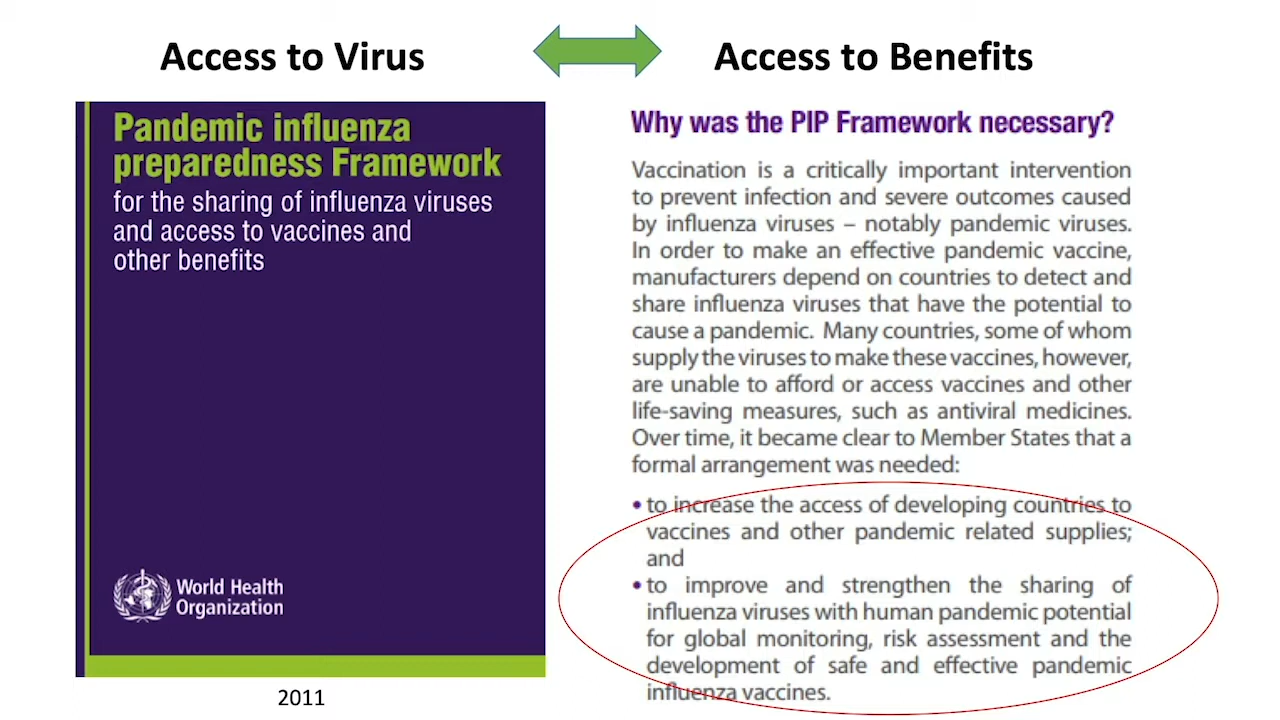 Access to Virus
Access to Benefits
Pandemic influenza
preparedness Framework
for the sharing of influenza viruses
and access to vaccines and
other benefits
World Health
Organization
2011
Why was the PIP Framework necessary?
Vaccination is a critically important intervention
to prevent infection and severe outcomes caused
by influenza viruses – notably pandemic viruses.
In order to make an effective pandemic vaccine,
manufacturers depend on countries to detect and
share influenza viruses that have the potential to
cause a pandemic. Many countries, some of whom
supply the viruses to make these vaccines, however,
are unable to afford or access vaccines and other
life-saving measures, such as antiviral medicines.
Over time, it became clear to Member States that a
formal arrangement was needed:
• to increase the access of developing countries to
vaccines and other pandemic related supplies;
and
• to improve and strengthen the sharing of
influenza viruses with human pandemic potential
for global monitoring, risk assessment and the
development of safe and effective pandemic
influenza vaccines.